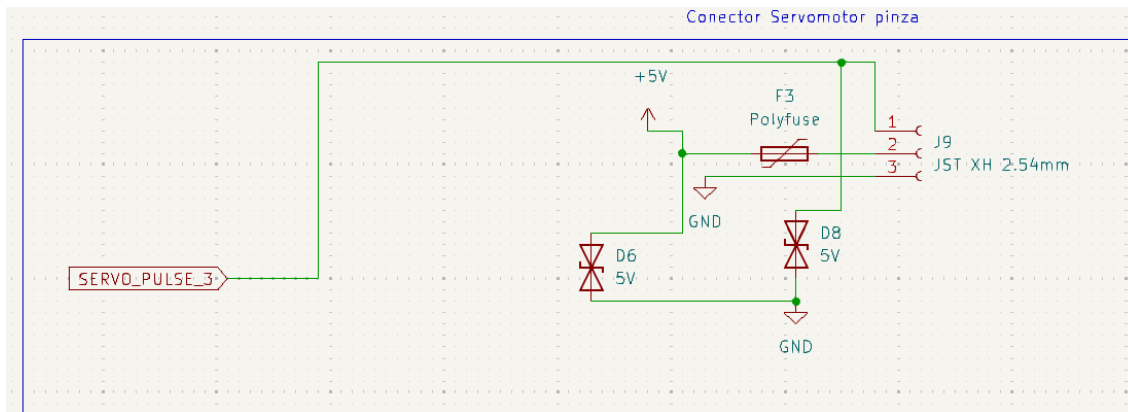 Conector Servomotor pinza
+5V
F3
Polyfuse
1
2
3
J9
JST XH 2.54mm
GND
D6
5V
D8
5V
SERVO_PULSE_3
GND